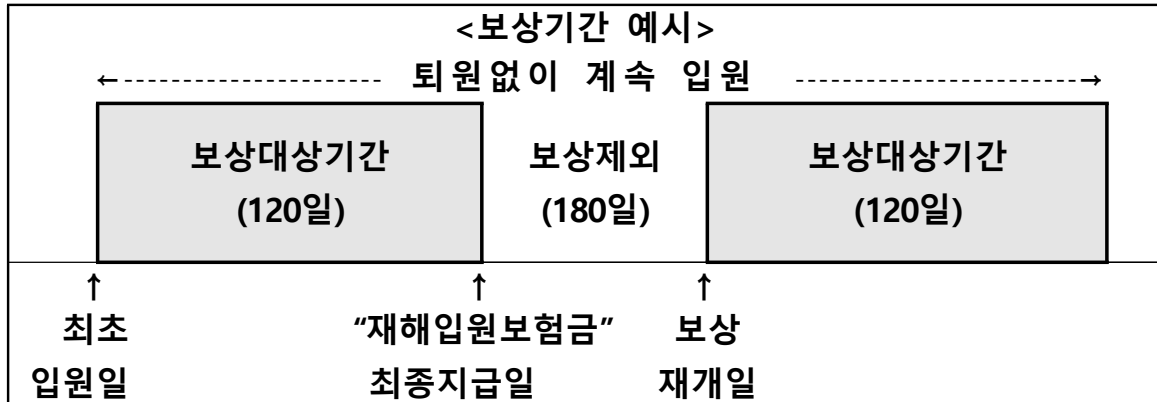 <보상기간 예시>
←---------------------- 퇴원없이 계속 입원 ----------------------→
보상대상기간 보상제외 보상대상기간
(120일) (180일) (120일)
↑ ↑ ↑
최초 “재해입원보험금” 보상
입원일 최종지급일 재개일